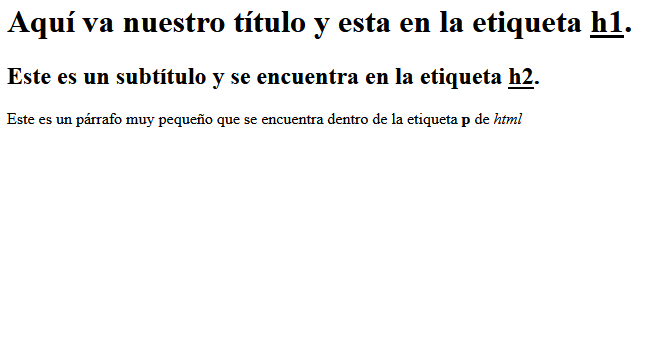 Aquí va nuestro título y esta en la etiqueta h1.
Este es un subtítulo y se encuentra en la etiqueta h2.
Este es un párrafo muy pequeño que se encuentra dentro de la etiqueta p de html